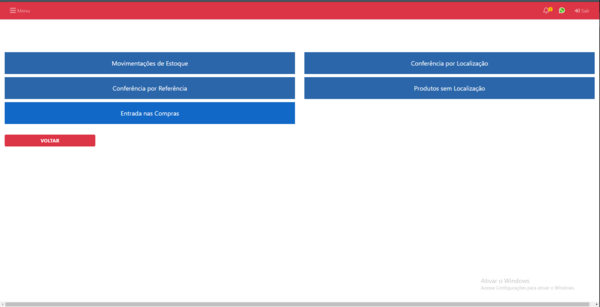 Menu
Sair
Movimentações de Estoque
Conferência por Localização
Conferência por Referência
Produtos sem Localização
Entrada nas Compras
VOLTAR
Ativar o Windows
Acesse Configurações para ativar o Windows.